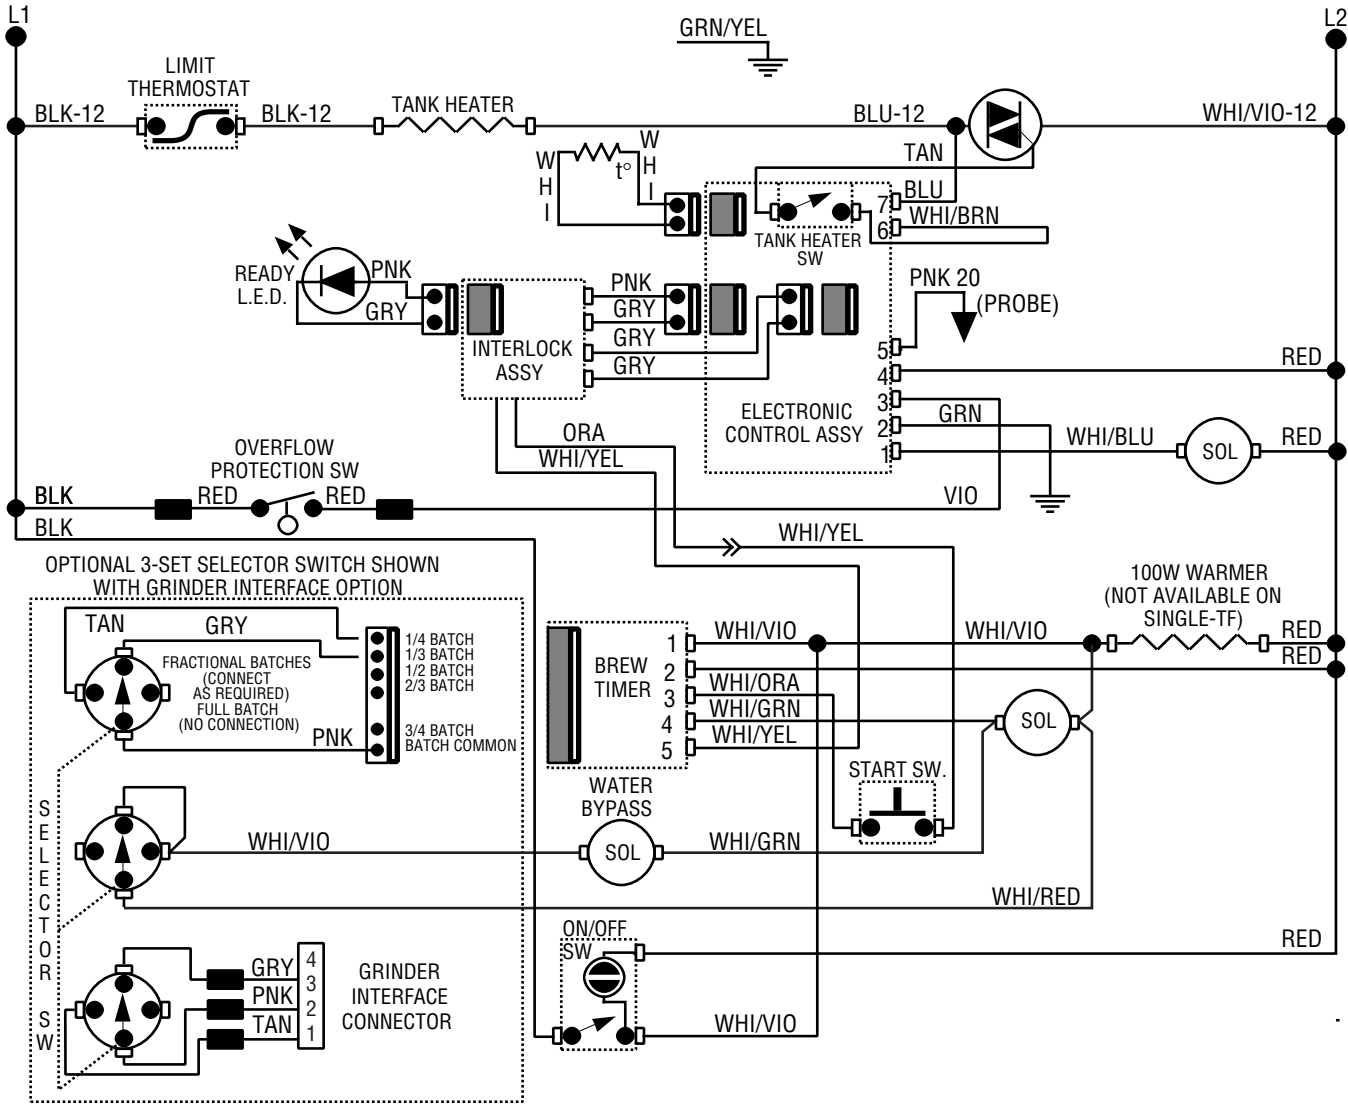 L1
L2
GRN/YEL
LIMIT
THERMOSTAT
BLK-12
BLK-12
TANK HEATER
BLU-12
WHI/VIO-12
TAN
W
H
I
t°
W
H
I
BLU
7
WHI/BRN
6
TANK HEATER
SW
READY
L.E.D.
PNK
GRY
PNK
GRY
GRY
GRY
INTERLOCK
ASSY
PNK 20
(PROBE)
5
4
3
2
1
RED
GRN
ELECTRONIC
CONTROL ASSY
WHI/BLU
SOL
RED
ORA
WHI/YEL
OVERFLOW
PROTECTION SW
BLK
RED
RED
VIO
BLK
WHI/YEL
OPTIONAL 3-SET SELECTOR SWITCH SHOWN
WITH GRINDER INTERFACE OPTION
100W WARMER
(NOT AVAILABLE ON
SINGLE-TF)
TAN
GRY
1/4 BATCH
1/3 BATCH
1/2 BATCH
2/3 BATCH
3/4 BATCH
BATCH COMMON
FRACTIONAL BATCHES
(CONNECT
AS REQUIRED)
FULL BATCH
(NO CONNECTION)
PNK
BREW
TIMER
1
2
3
4
5
WHI/VIO
WHI/VIO
RED
RED
WHI/ORA
WHI/GRN
WHI/YEL
SOL
START SW.
WATER
BYPASS
SELECTOR SW
WHI/VIO
SOL
WHI/GRN
WHI/RED
ON/OFF
SW
RED
GRY
PNK
TAN
4
3
2
1
GRINDER
INTERFACE
CONNECTOR
WHI/VIO